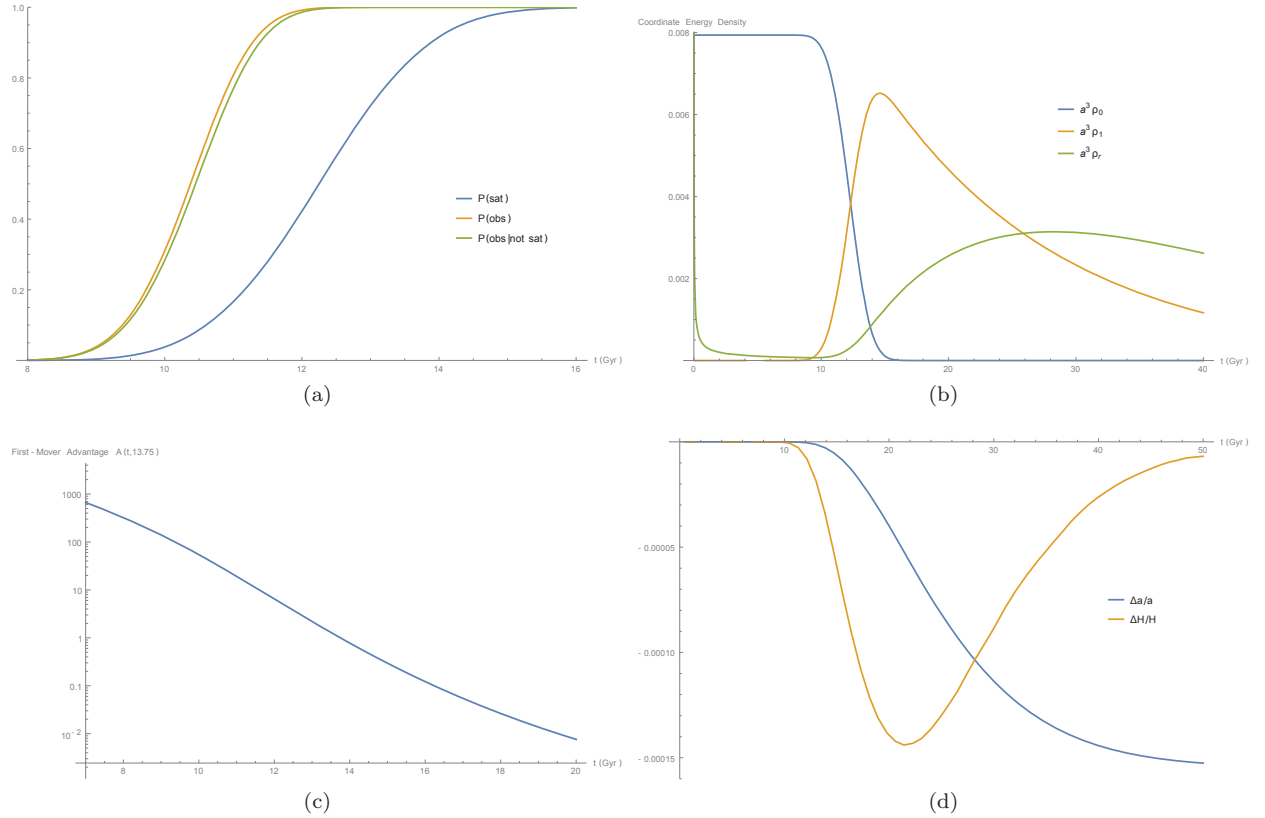 1.0
0.8
0.6
0.4
0.2
8
10
12
14
16
t (Gyr)
P(sat)
P(obs)
P(obs|not sat)
(a)
Coordinate Energy Density
0.008
0.006
0.004
0.002
0
10
20
30
40
t (Gyr)
a³ρ₀
a³ρ₁
a³ρᵣ
(b)
First-Mover Advantage A(t,13.75)
1000
100
10
1
0.1
10⁻²
8
10
12
14
16
18
20
t (Gyr)
(c)
10
20
30
40
50
t (Gyr)
-0.00005
-0.00010
-0.00015
Δa/a
ΔH/H
(d)